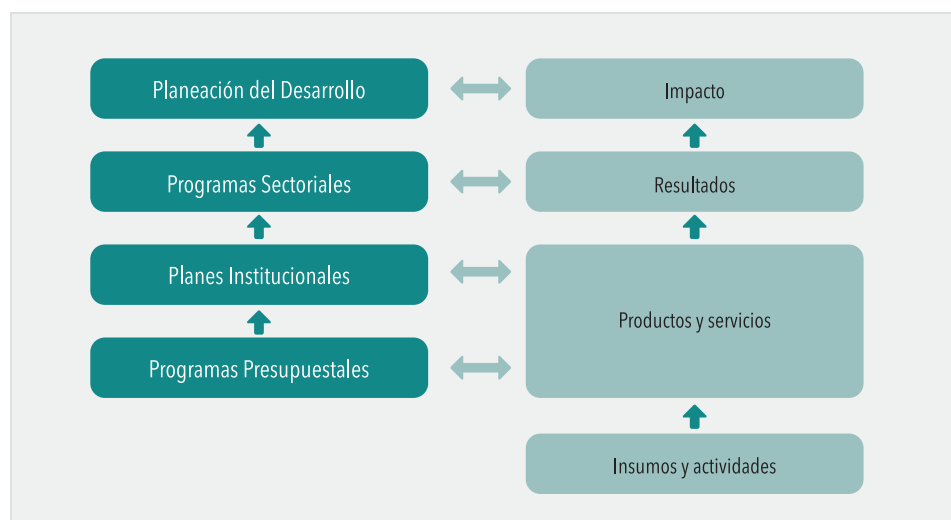 Planeación del Desarrollo
Impacto
Programas Sectoriales
Resultados
Planes Institucionales
Productos y servicios
Programas Presupuestales
Insumos y actividades